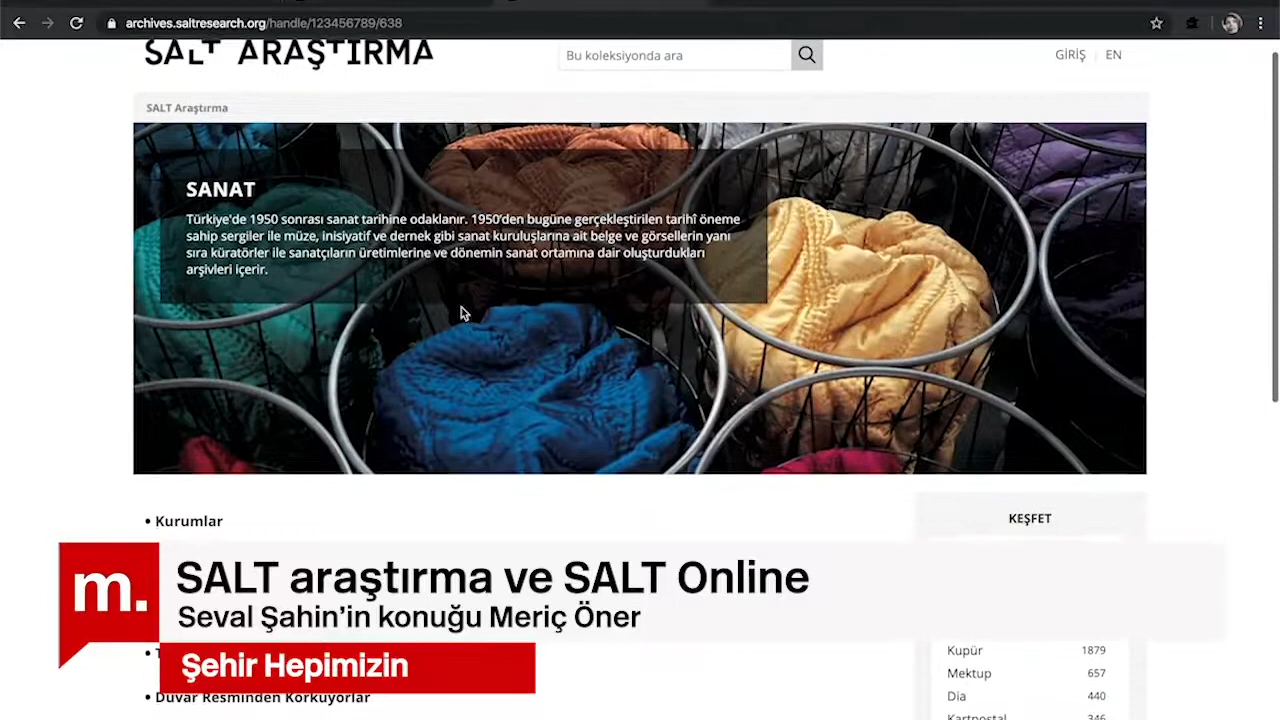 archives.saltresearch.org/handle/123456789/638
SALT ARAŞTIRMA
Bu koleksiyonda ara
GİRİŞ
EN
SALT Araştırma
SANAT
Türkiye'de 1950 sonrası sanat tarihine odaklanır. 1950'den bugüne gerçekleştirilen tarihî öneme
sahip sergiler ile müze, inisiyatif ve dernek gibi sanat kuruluşlarına ait belge ve görsellerin yanı
sıra küratörler ile sanatçıların üretimlerine ve dönemin sanat ortamına dair oluşturdukları
arşivleri içerir.
• Kurumlar
KEŞFET
m.
SALT araştırma ve SALT Online
Seval Şahin'in konuğu Meriç Öner
Şehir Hepimizin
• Duvar Resminden Korkuyorlar
Kupür 1879
Mektup 657
Dia 440
Kartpostal 346